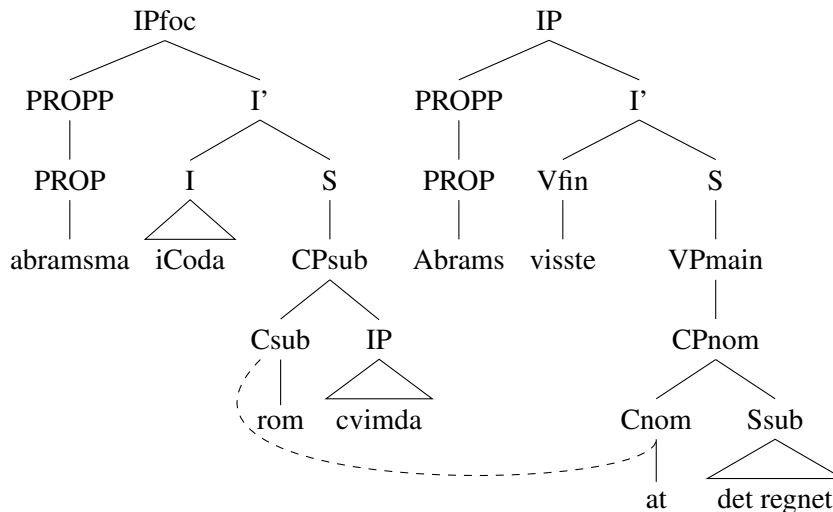 IPfoc IP
PROPP I' PROPP I'
PROP I S PROP Vfin S
abramsma iCoda CPsub Abrams visste VPmain
Csub IP CPnom
rom cvimda Cnom Ssub
at det regnet